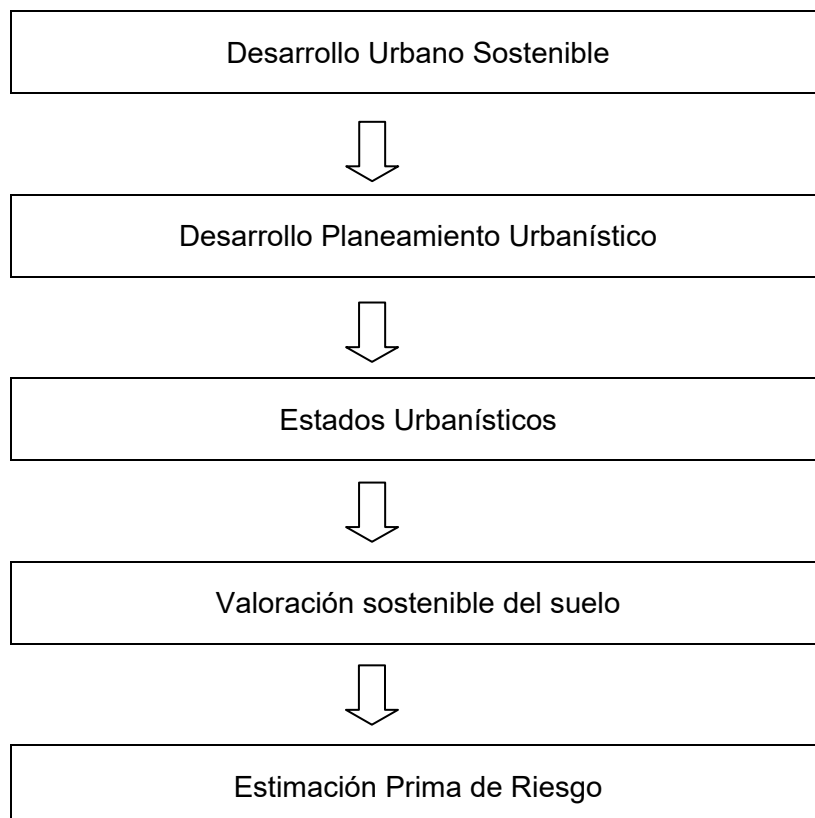 Desarrollo Urbano Sostenible
Desarrollo Planeamiento Urbanístico
Estados Urbanísticos
Valoración sostenible del suelo
Estimación Prima de Riesgo